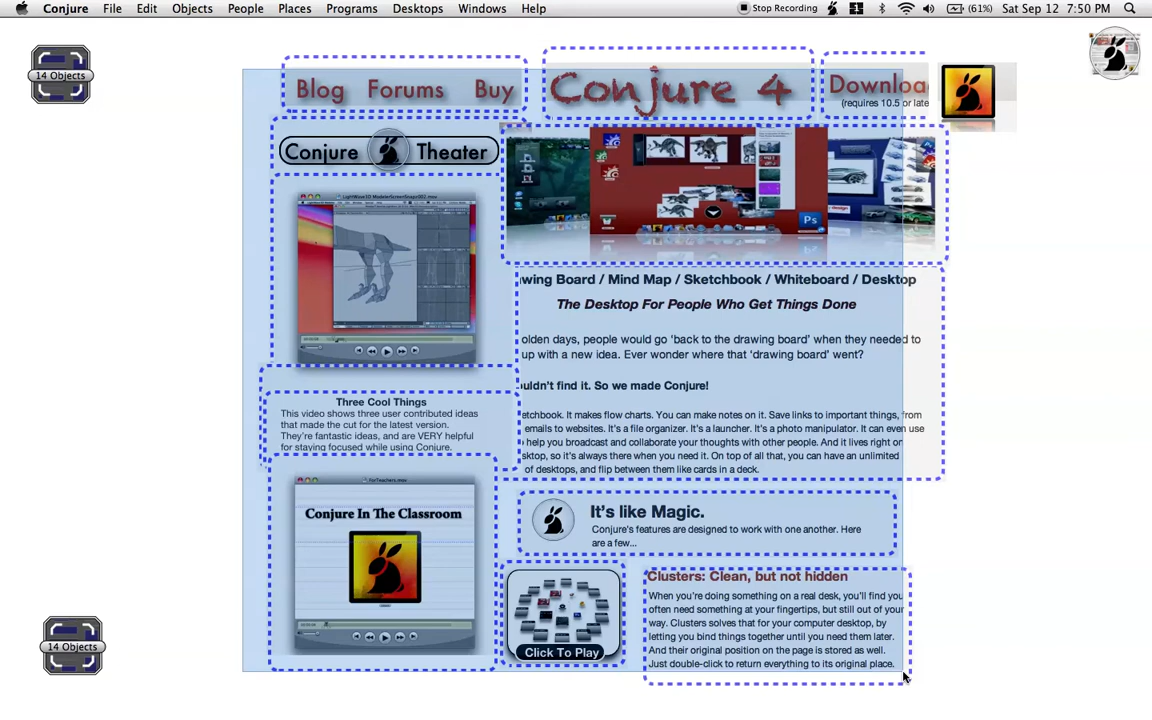 Conjure File Edit Objects People Places Programs Desktops Windows Help
Stop Recording
(61%) Sat Sep 12 7:50 PM
14 Objects
Blog Forums Buy
Conjure 4
Downloa
(requires 10.5 or late
Conjure Theater
Ps
wing Board / Mind Map / Sketchbook / Whiteboard / Desktop
The Desktop For People Who Get Things Done
olden days, people would go 'back to the drawing board' when they needed to
up with a new idea. Ever wonder where that 'drawing board' went?
uldn't find it. So we made Conjure!
etchbook. It makes flow charts. You can make notes on it. Save links to important things, from
emails to websites. It's a file organizer. It's a launcher. It's a photo manipulator. It can even use
help you broadcast and collaborate your thoughts with other people. And it lives right on
sktop, so it's always there when you need it. On top of all that, you can have an unlimited
of desktops, and flip between them like cards in a deck.
Three Cool Things
This video shows three user contributed ideas
that made the cut for the latest version.
They're fantastic ideas, and are VERY helpful
for staying focused while using Conjure.
ForTeachers.mov
Conjure In The Classroom
It's like Magic.
Conjure's features are designed to work with one another. Here
are a few...
Click To Play
Clusters: Clean, but not hidden
When you're doing something on a real desk, you'll find you
often need something at your fingertips, but still out of your
way. Clusters solves that for your computer desktop, by
letting you bind things together until you need them later.
And their original position on the page is stored as well.
Just double-click to return everything to its original place.
14 Objects